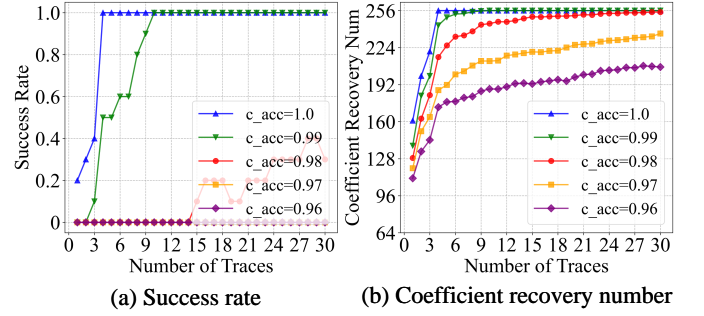 Success Rate
1.0
0.8
0.6
0.4
0.2
0
0 3 6 9 12 15 18 21 24 27 30
Number of Traces
c_acc=1.0
c_acc=0.99
c_acc=0.98
c_acc=0.97
c_acc=0.96
(a) Success rate
Coefficient Recovery Num
256
224
192
160
128
96
64
0 3 6 9 12 15 18 21 24 27 30
Number of Traces
c_acc=1.0
c_acc=0.99
c_acc=0.98
c_acc=0.97
c_acc=0.96
(b) Coefficient recovery number